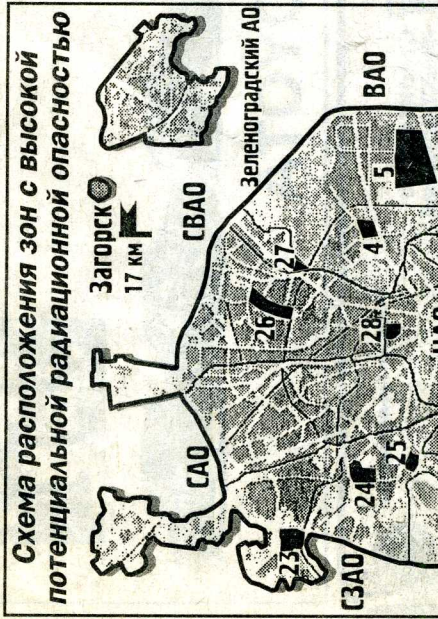 Схема расположения зон с высокой
потенциальной радиационной опасностью
Загорск
17 км
САО
СВАО
Зеленоградский АО
ВАО
СЗАО
23
24
25
26
27
28
4
5